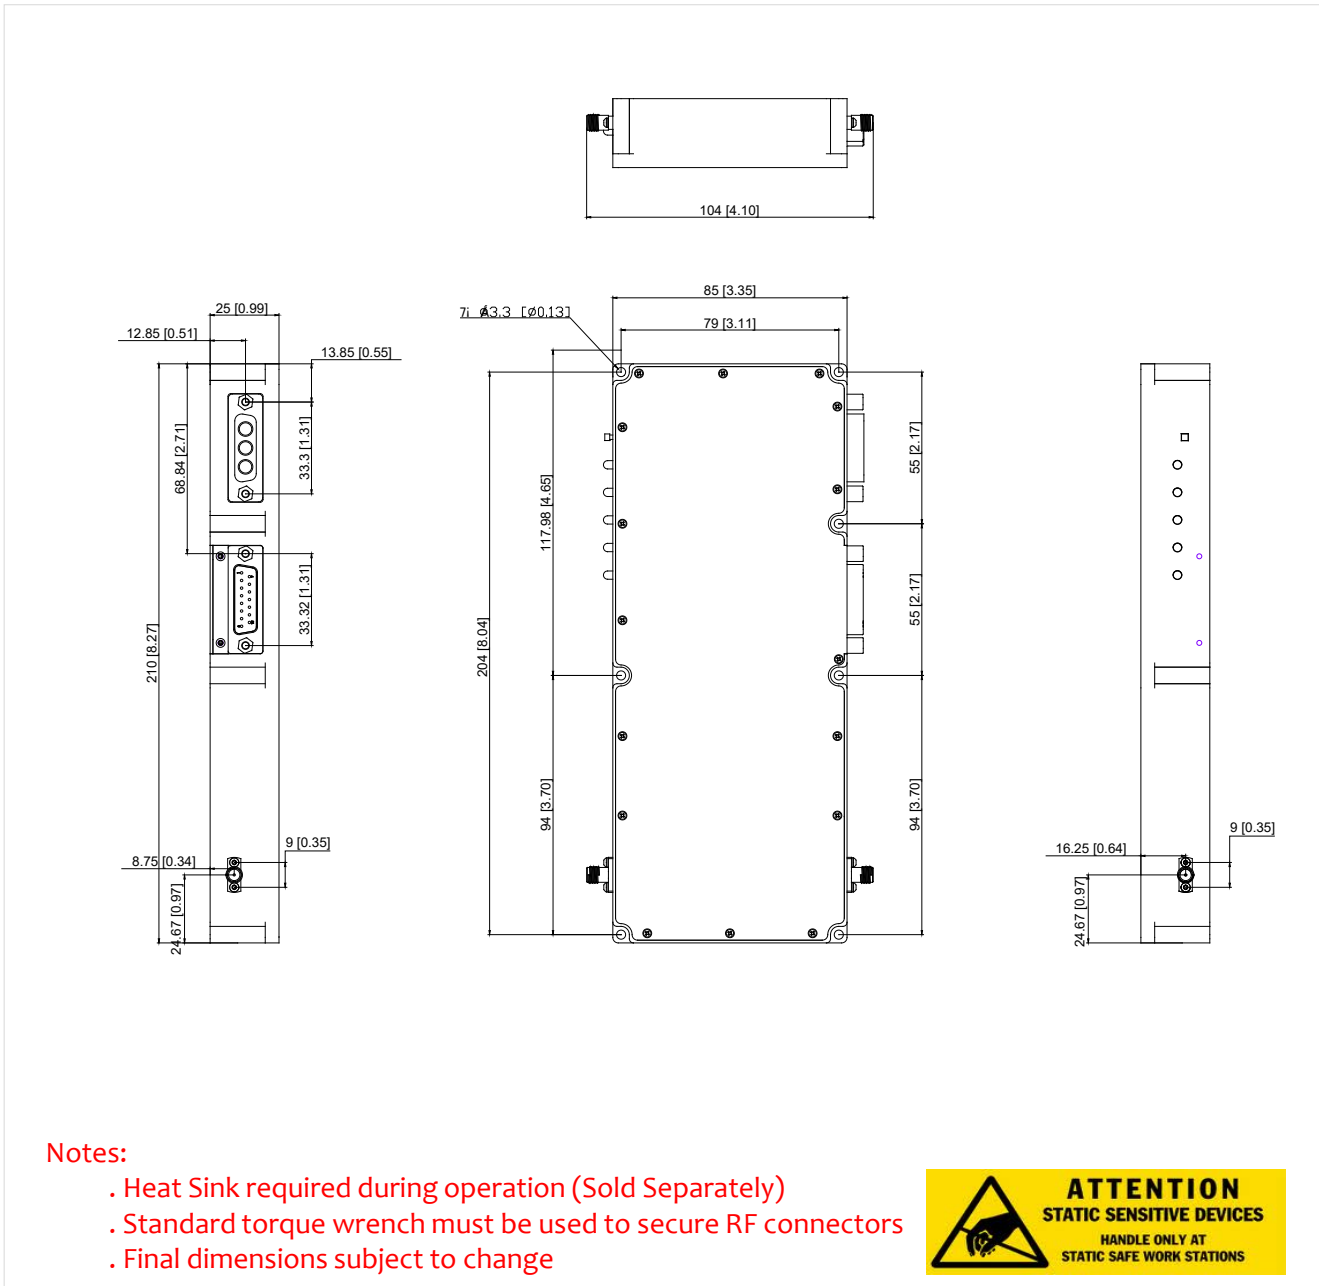 104 [4.10]
85 [3.35]
79 [3.11]
7i Ǻ3.3 [Ø0,13]
25 [0.99]
12.85 [0.51]
13.85 [0.55]
33.3 [1.31]
68.84 [2.71]
33.32 [1.31]
210 [8.27]
117.98 [4.65]
204 [8.04]
55 [2.17]
55 [2.17]
94 [3.70]
94 [3.70]
9 [0.35]
8.75 [0.34]
24.67 [0.97]
9 [0.35]
16.25 [0.64]
24.67 [0.97]
Notes:
. Heat Sink required during operation (Sold Separately)
. Standard torque wrench must be used to secure RF connectors
. Final dimensions subject to change
ATTENTION
STATIC SENSITIVE DEVICES
HANDLE ONLY AT
STATIC SAFE WORK STATIONS